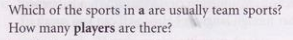 Which of the sports in a are usually team sports?
How many players are there?